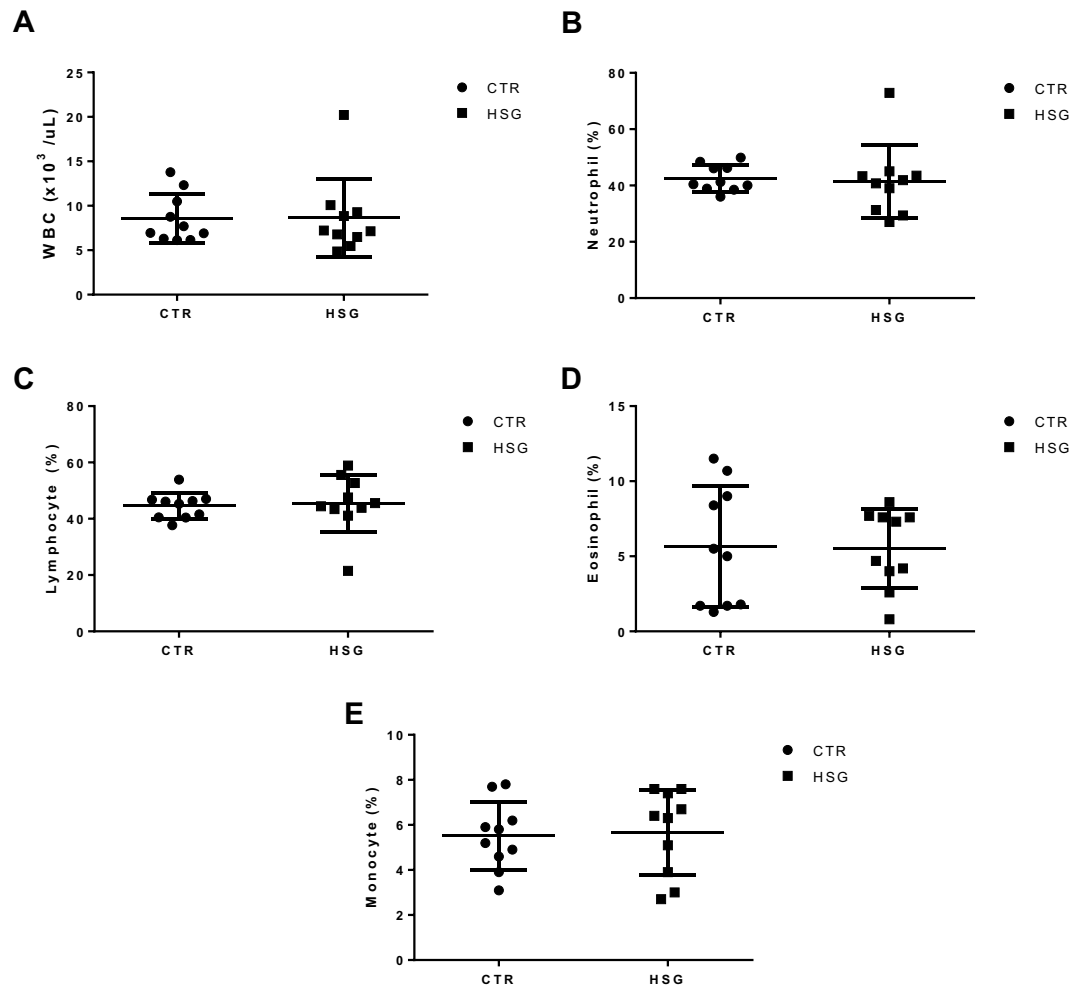 A
WBC (x10³ /uL)
25
20
15
10
5
0
CTR
HSG
CTR
HSG
B
Neutrophil (%)
80
60
40
20
0
CTR
HSG
CTR
HSG
C
Lymphocyte (%)
80
60
40
20
0
CTR
HSG
CTR
HSG
D
Eosinophil (%)
15
10
5
0
CTR
HSG
CTR
HSG
E
Monocyte (%)
10
8
6
4
2
0
CTR
HSG
CTR
HSG